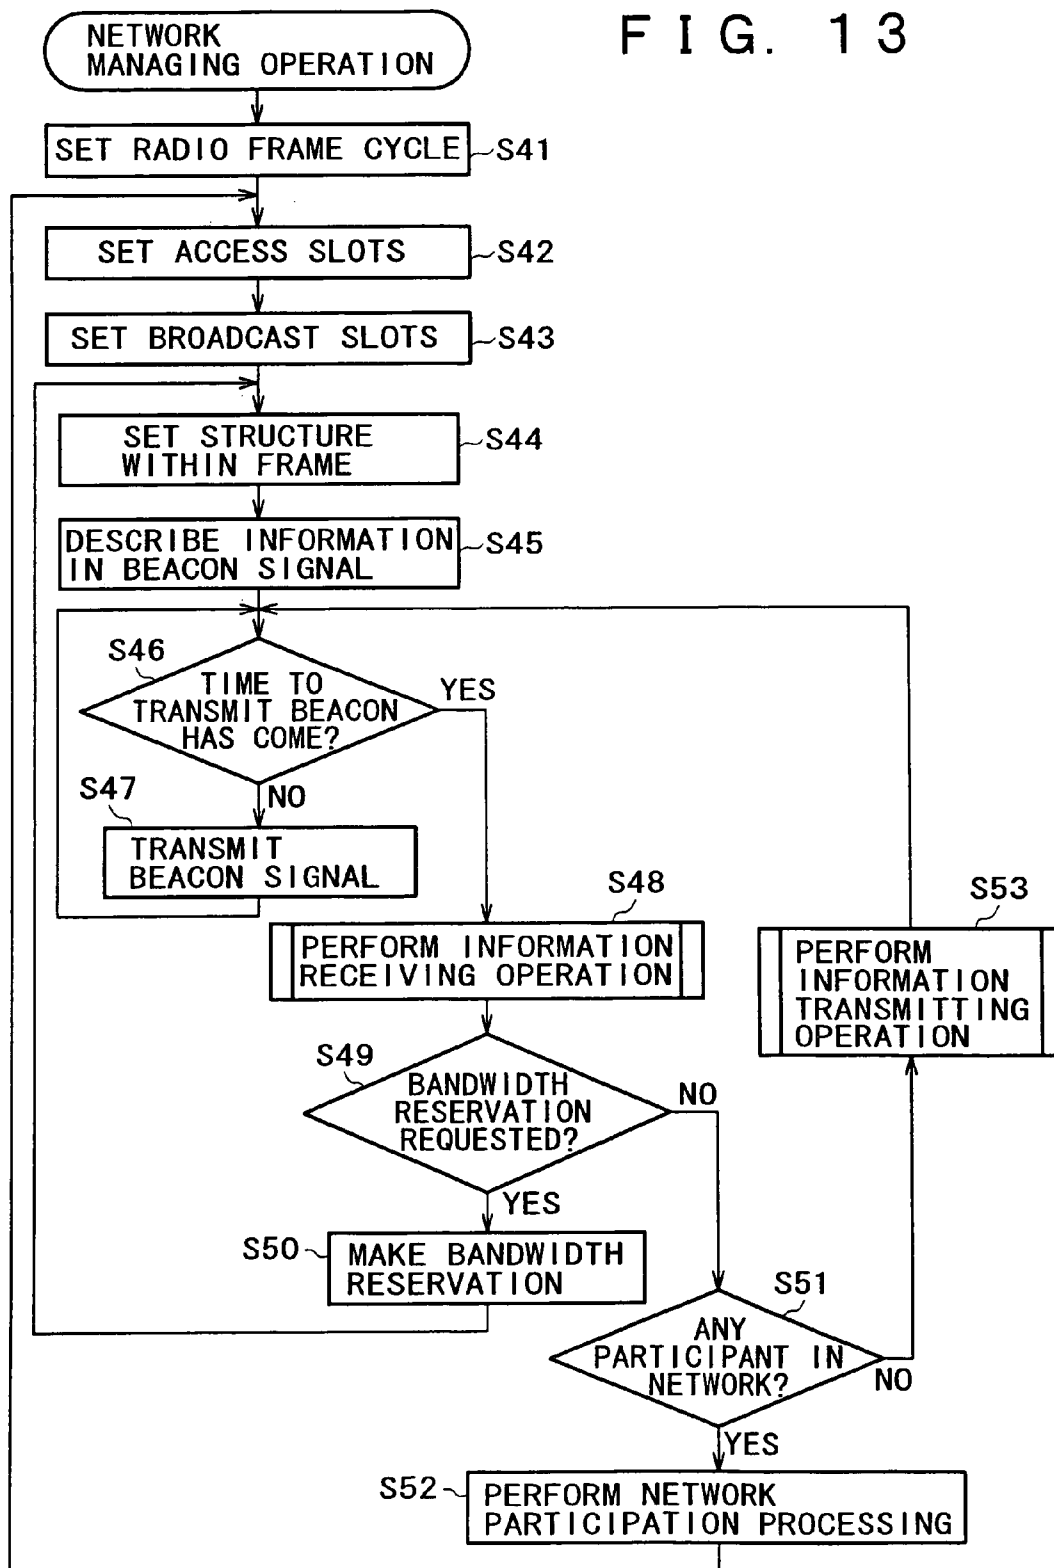 FIG. 13
NETWORK
MANAGING OPERATION
SET RADIO FRAME CYCLE
S41
SET ACCESS SLOTS
S42
SET BROADCAST SLOTS
S43
SET STRUCTURE
WITHIN FRAME
S44
DESCRIBE INFORMATION
IN BEACON SIGNAL
S45
S46
TIME TO
TRANSMIT BEACON
HAS COME?
YES
NO
S47
TRANSMIT
BEACON SIGNAL
S48
PERFORM INFORMATION
RECEIVING OPERATION
S53
PERFORM
INFORMATION
TRANSMITTING
OPERATION
S49
BANDWIDTH
RESERVATION
REQUESTED?
NO
YES
S50
MAKE BANDWIDTH
RESERVATION
S51
ANY
PARTICIPANT IN
NETWORK?
NO
YES
S52
PERFORM NETWORK
PARTICIPATION PROCESSING